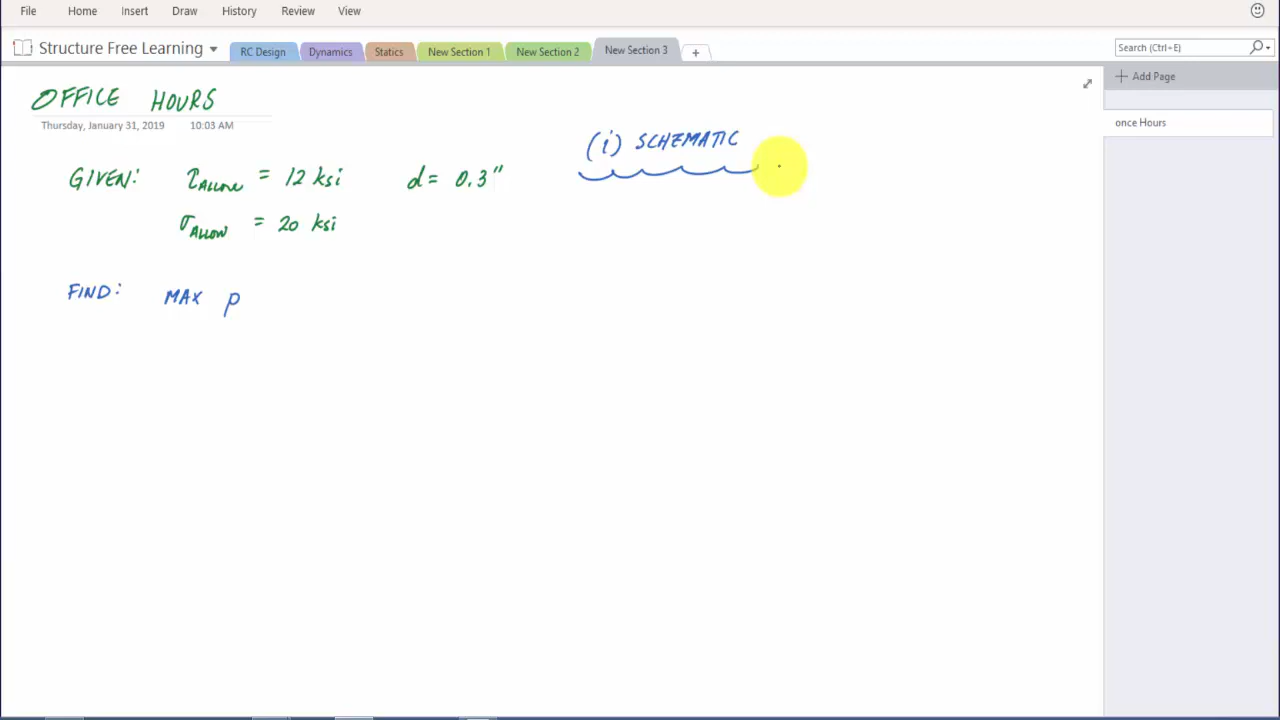 File Home Insert Draw History Review View
Structure Free Learning RC Design Dynamics Statics New Section 1 New Section 2 New Section 3 +
Search (Ctrl+E)
+ Add Page
OFFICE HOURS
Thursday, January 31, 2019 10:03 AM
once Hours
(i) SCHEMATIC
GIVEN: τ_ALLOW = 12 ksi d = 0.3"
σ_ALLOW = 20 ksi
FIND: MAX p